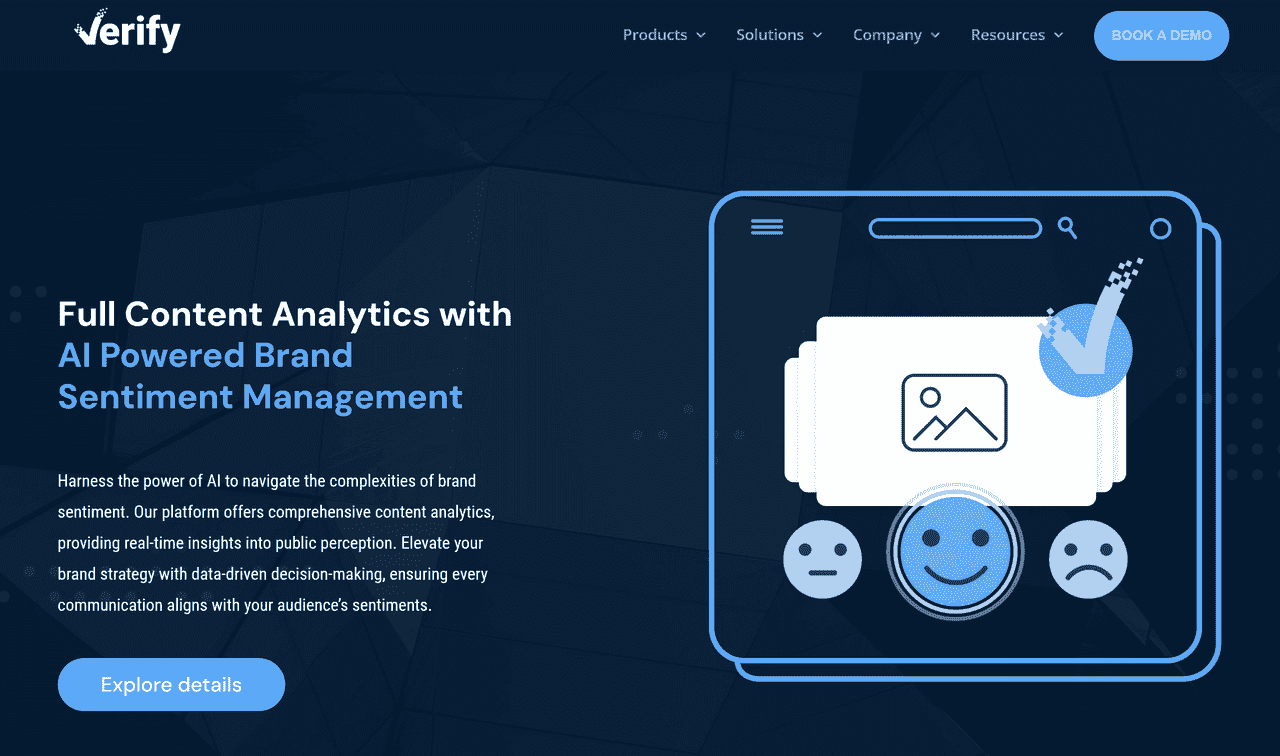 Verify
Products
Solutions
Company
Resources
BOOK A DEMO
Full Content Analytics with
AI Powered Brand
Sentiment Management
Harness the power of AI to navigate the complexities of brand
sentiment. Our platform offers comprehensive content analytics,
providing real-time insights into public perception. Elevate your
brand strategy with data-driven decision-making, ensuring every
communication aligns with your audience’s sentiments.
Explore details